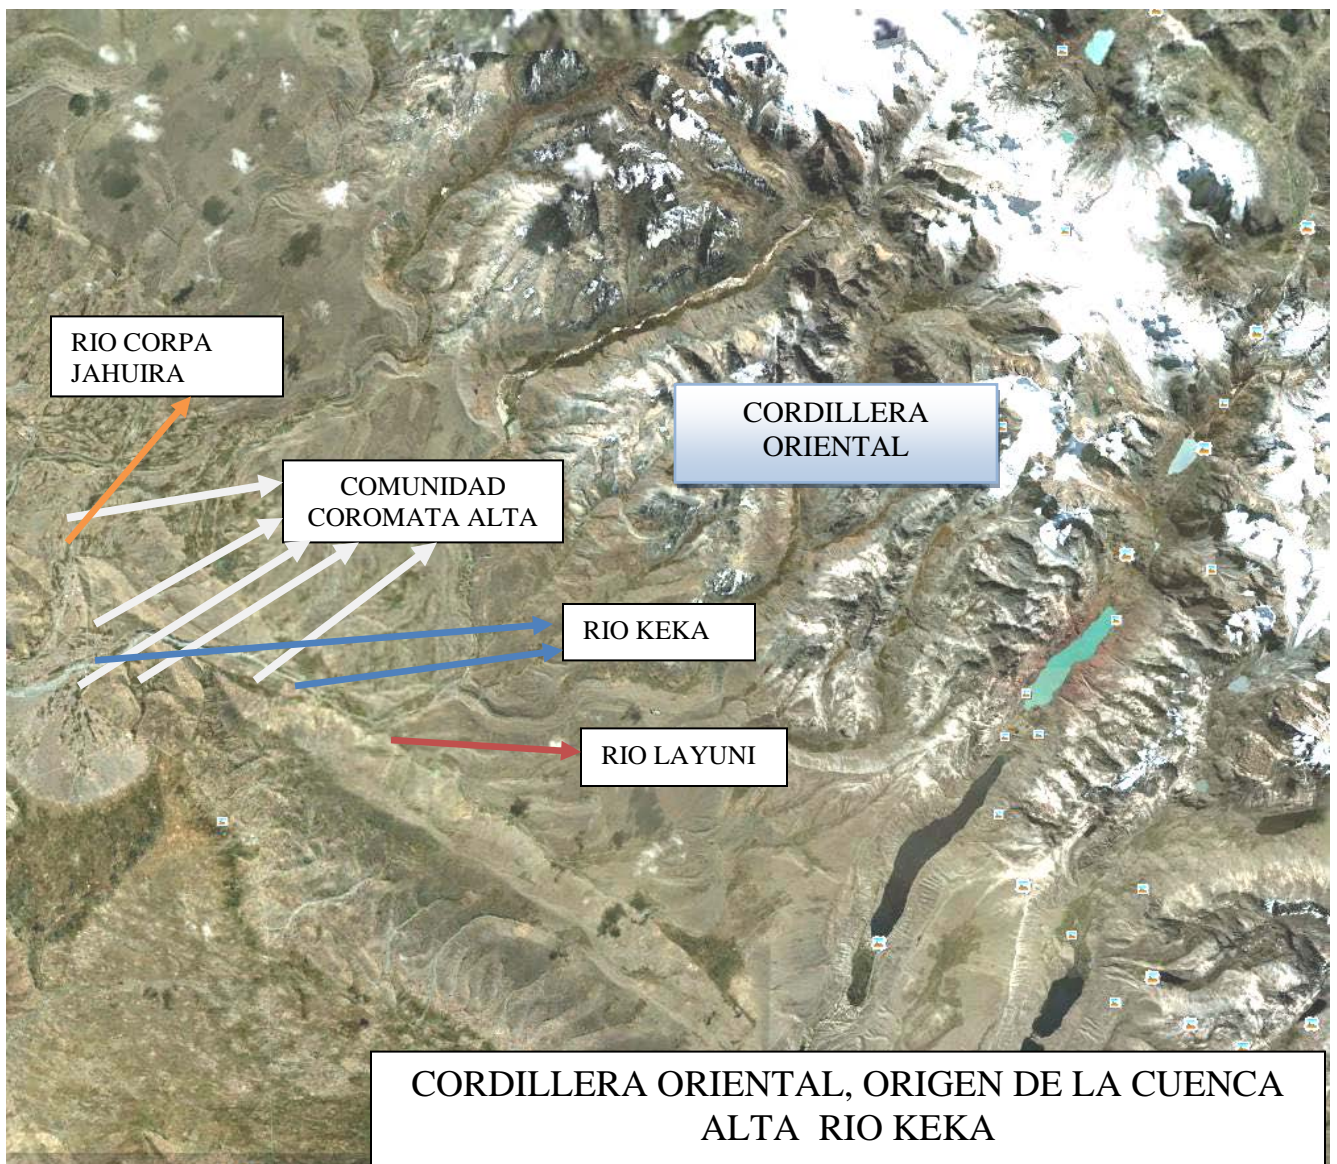 RIO CORPA
JAHUIRA
CORDILLERA
ORIENTAL
COMUNIDAD
COROMATA ALTA
RIO KEKA
RIO LAYUNI
CORDILLERA ORIENTAL, ORIGEN DE LA CUENCA
ALTA RIO KEKA